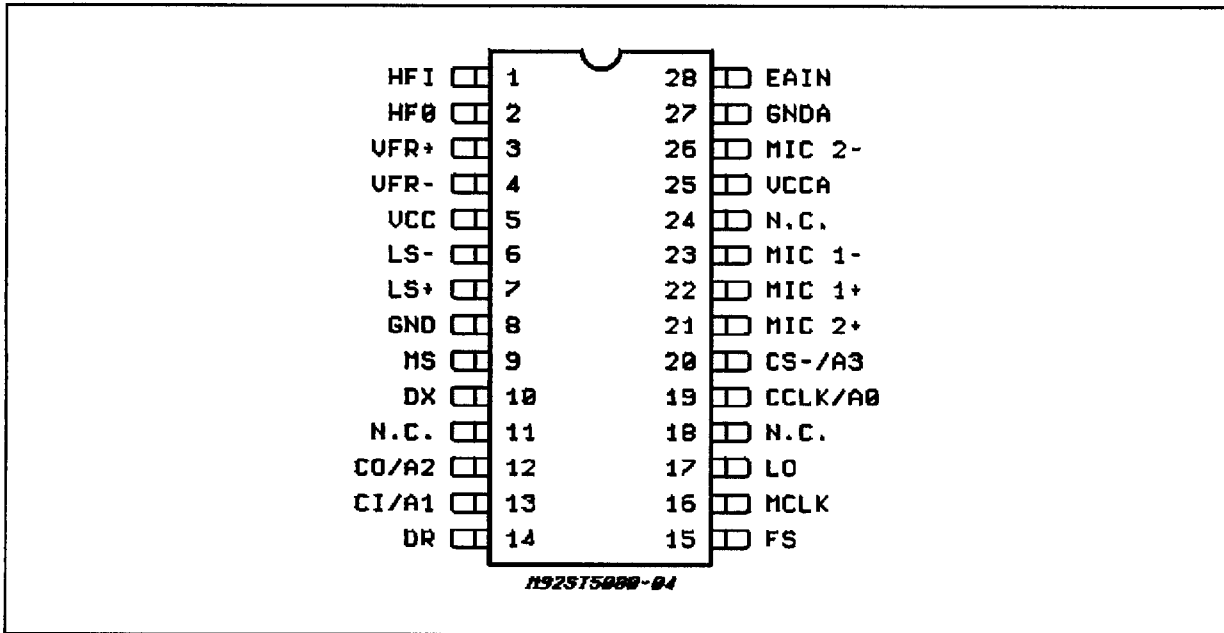 HFI 1 28 EAIN
HF0 2 27 GNDA
VFR+ 3 26 MIC 2-
VFR- 4 25 VCCA
VCC 5 24 N.C.
LS- 6 23 MIC 1-
LS+ 7 22 MIC 1+
GND 8 21 MIC 2+
MS 9 20 CS-/A3
DX 10 19 CCLK/A0
N.C. 11 18 N.C.
CO/A2 12 17 LO
CI/A1 13 16 MCLK
DR 14 15 FS
M92ST5080-04